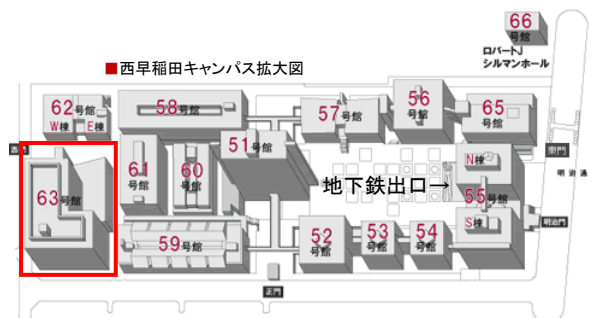 66
号館
ロバートJ
シルマンホール
■西早稲田キャンパス拡大図
62号館
W棟 E棟
58号館
57号館
56
号館
65
号館
51号館
西門
63号館
61
号館
60
号館
地下鉄出口→
N棟
55
号館
S棟
東門
明治通
明治門
59号館
52
号館
53
号館
54
号館
正門